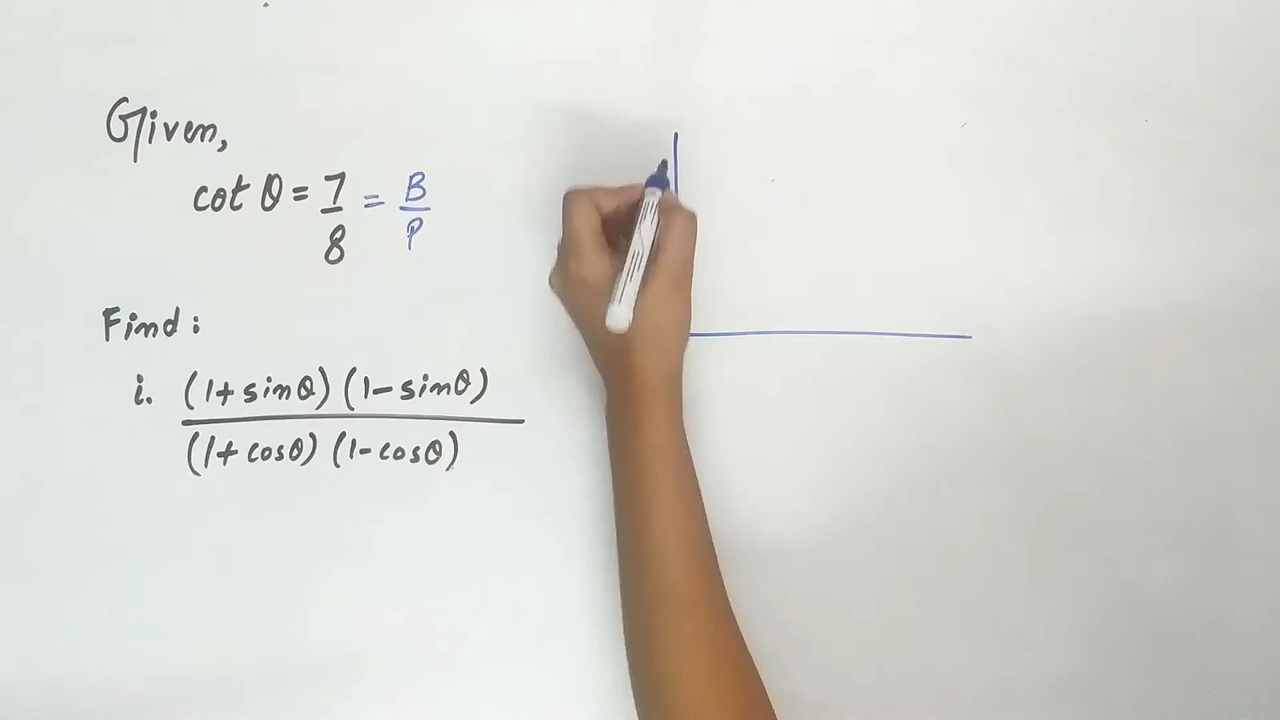 Given,
cot θ = 7/8 = B/P
Find :
i. (1+ sinθ) (1- sinθ)
(1+ cosθ) (1- cosθ)